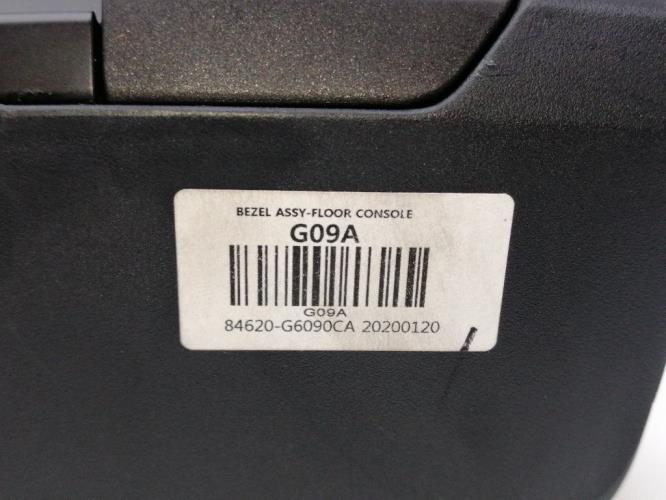 BEZEL ASSY-FLOOR CONSOLE
G09A
G09A
84620-G6090CA 20200120